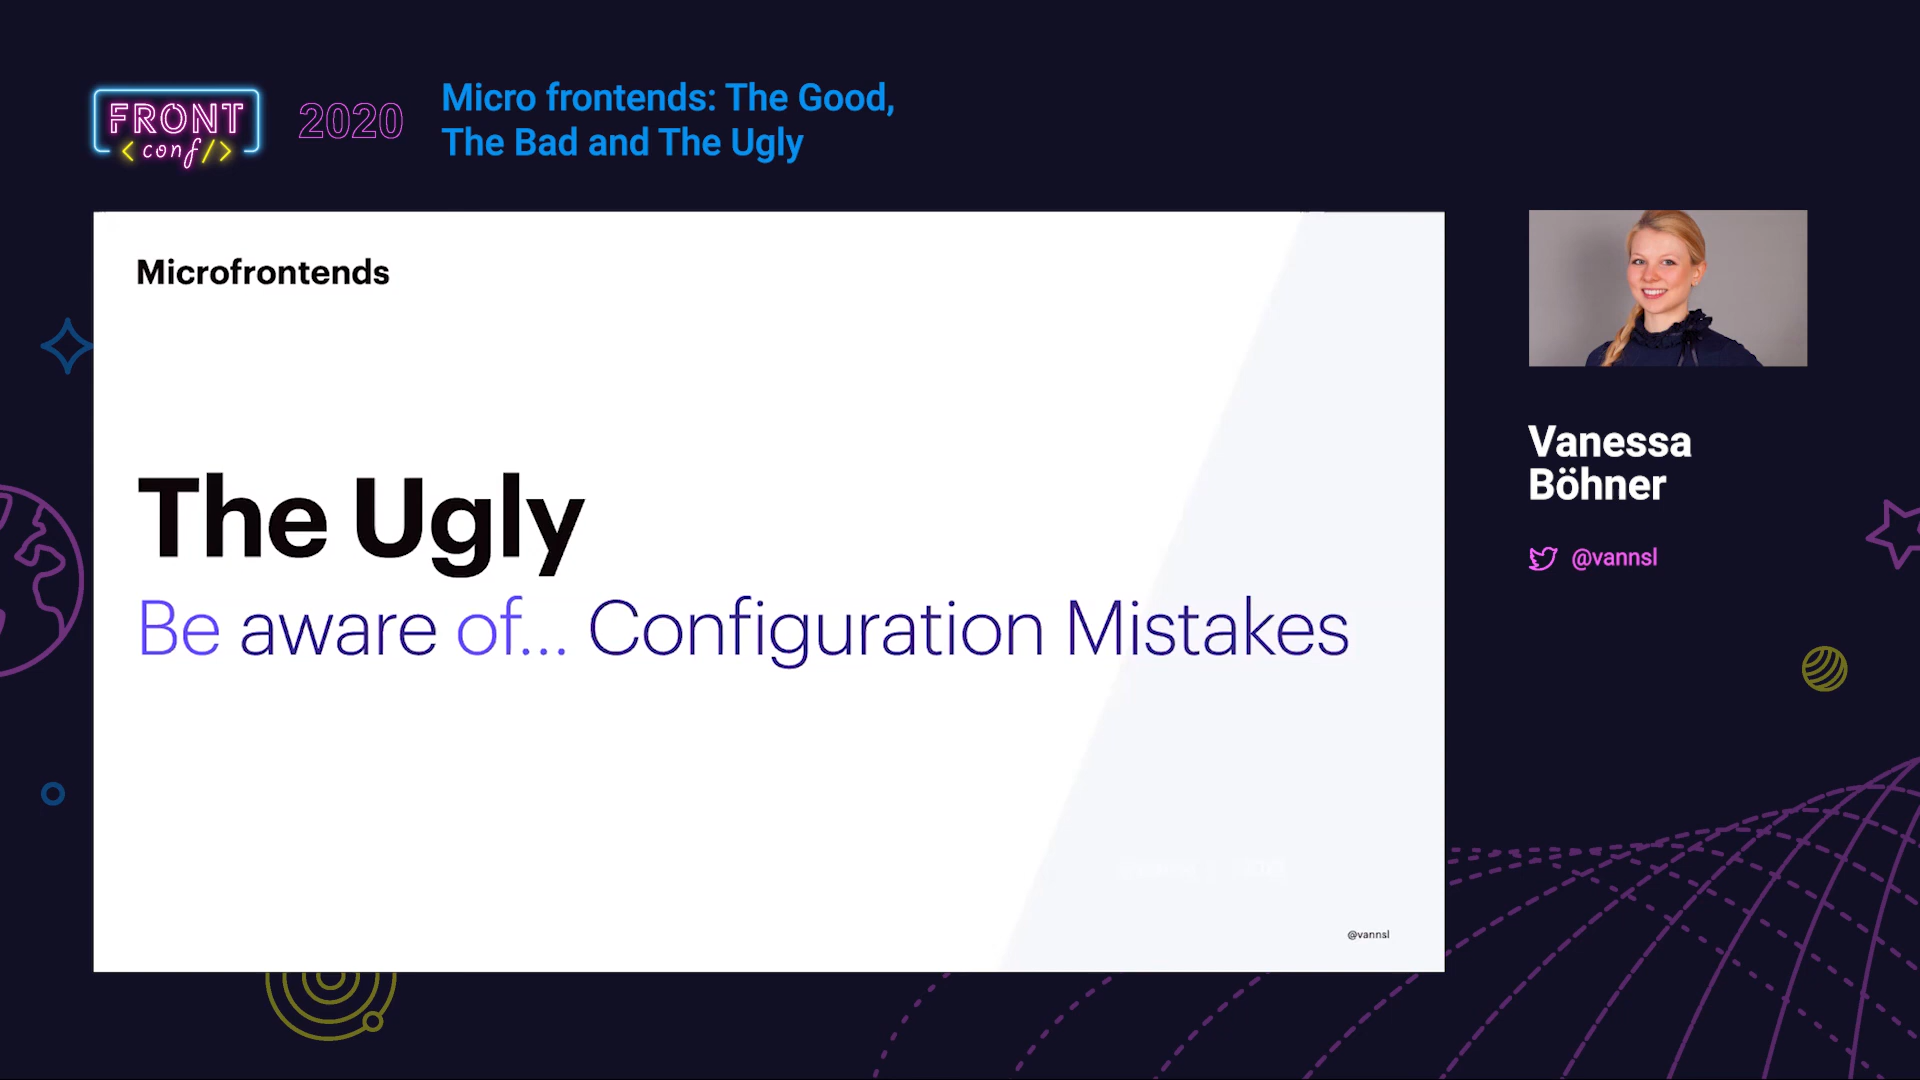 FRONT
<conf/>
2020
Micro frontends: The Good,
The Bad and The Ugly
Microfrontends
The Ugly
Be aware of... Configuration Mistakes
@vannsl
Vanessa
Böhner
@vannsl